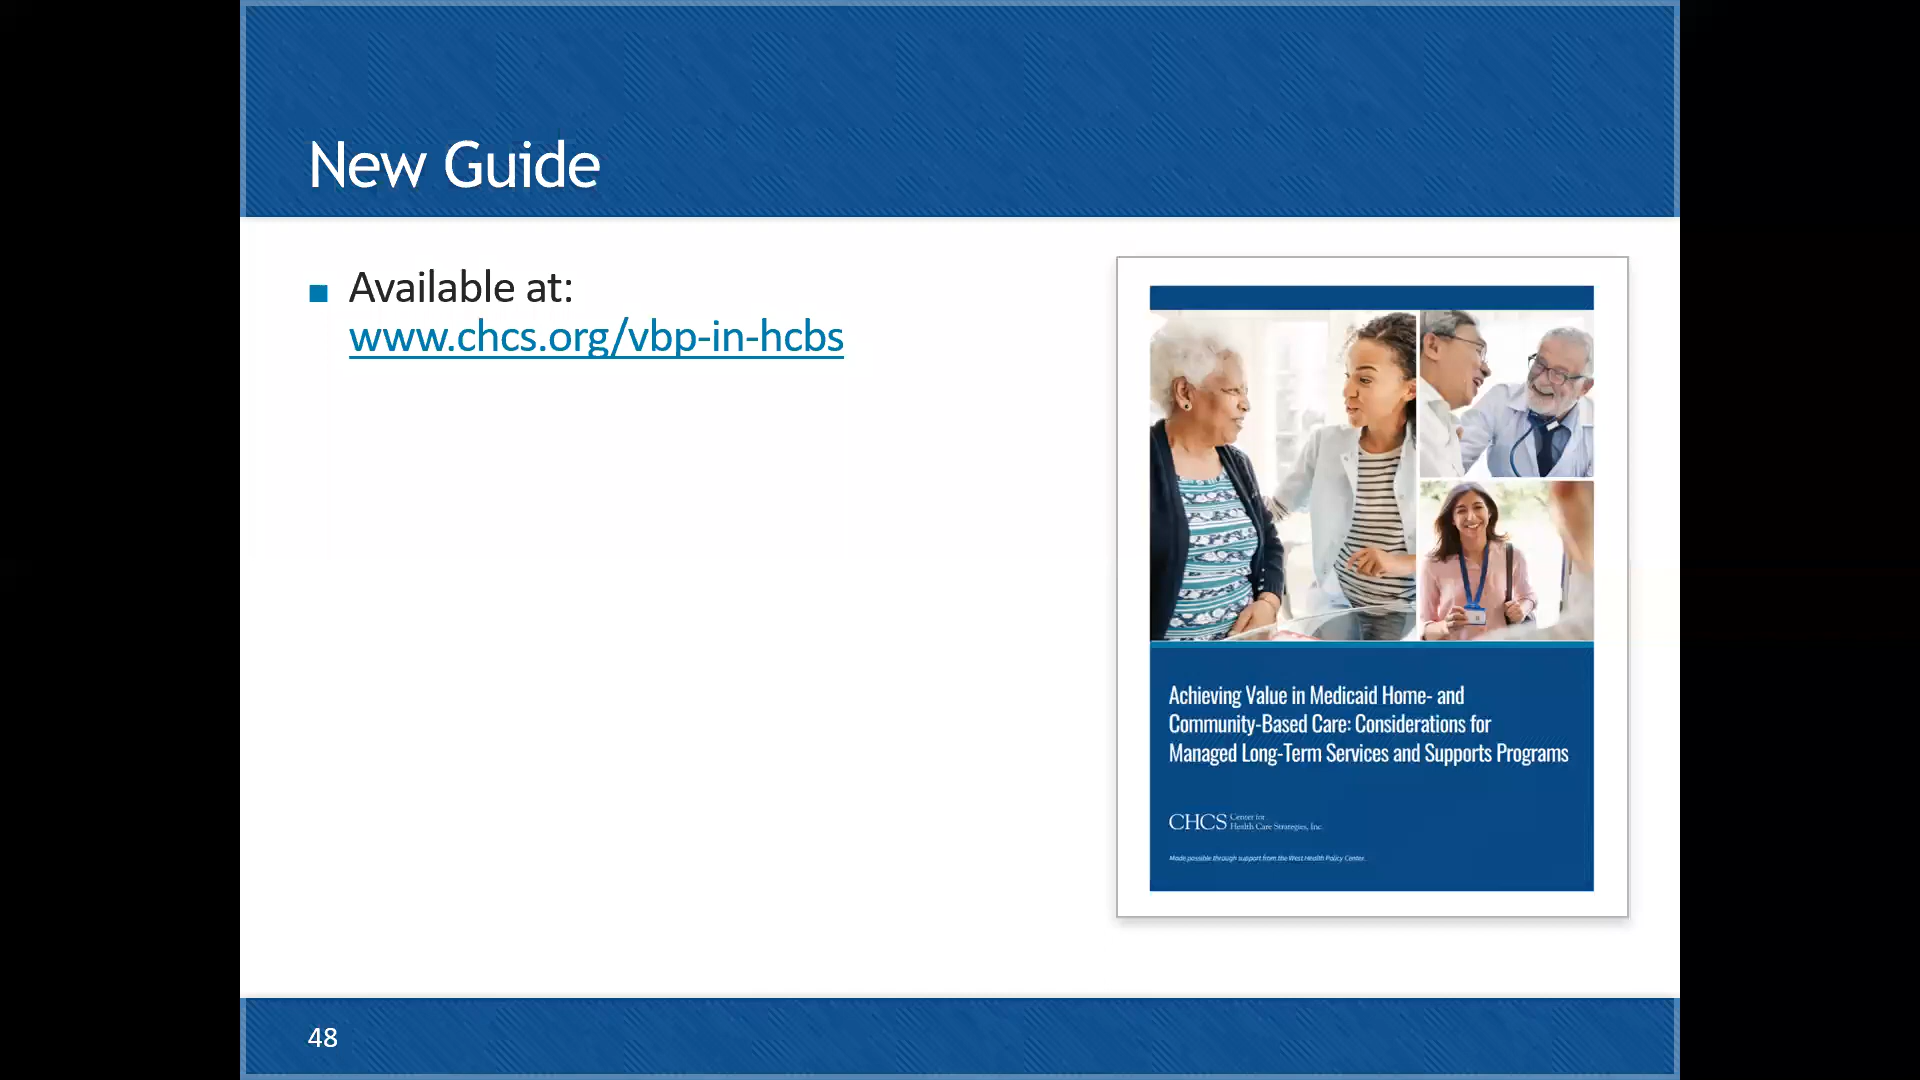 New Guide
Available at:
www.chcs.org/vbp-in-hcbs
Achieving Value in Medicaid Home- and
Community-Based Care: Considerations for
Managed Long-Term Services and Supports Programs
CHCS Center for
Health Care Strategies, Inc.
Made possible through support from the West Health Policy Center.
48